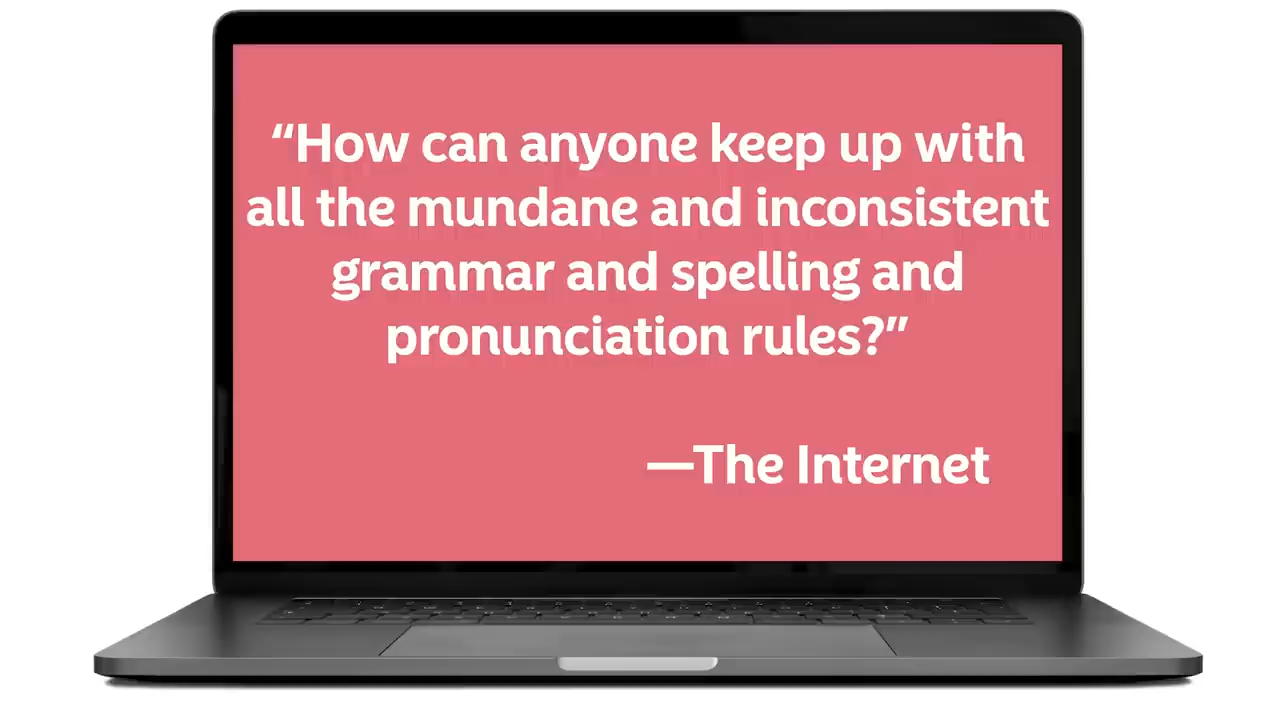 “How can anyone keep up with
all the mundane and inconsistent
grammar and spelling and
pronunciation rules?”
—The Internet